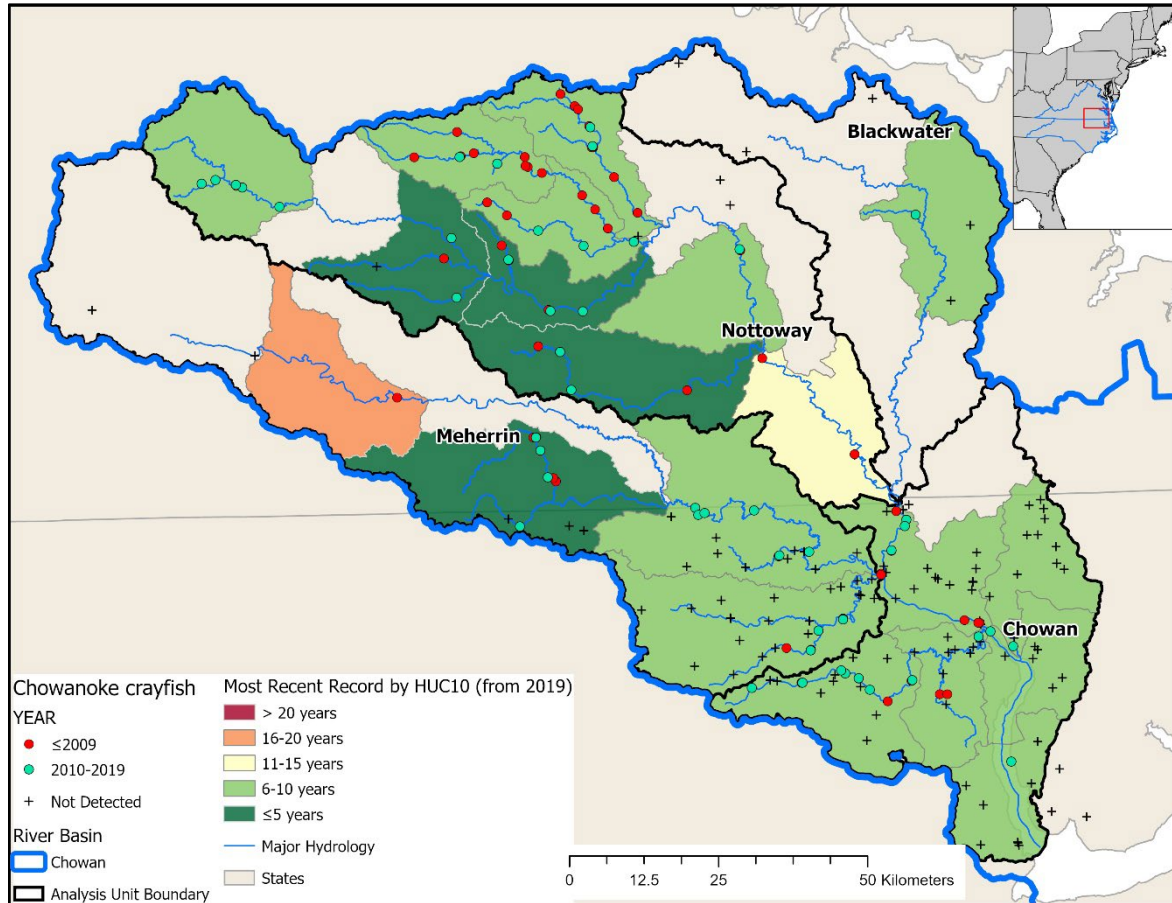 Blackwater
Nottoway
Meherrin
Chowan
Chowanoke crayfish
YEAR
≤2009
2010-2019
Not Detected
River Basin
Chowan
Analysis Unit Boundary
Most Recent Record by HUC10 (from 2019)
> 20 years
16-20 years
11-15 years
6-10 years
≤5 years
Major Hydrology
States
0 12.5 25 50 Kilometers